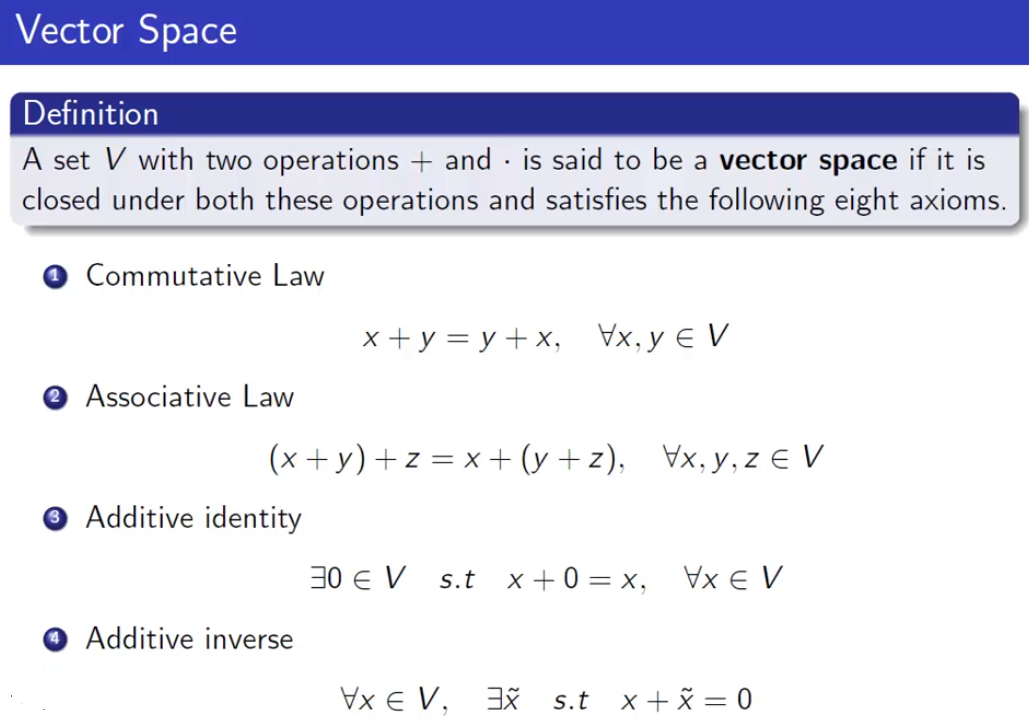 Vector Space
Definition
A set V with two operations + and · is said to be a vector space if it is
closed under both these operations and satisfies the following eight axioms.
1 Commutative Law
x + y = y + x, ∀x, y ∈ V
2 Associative Law
(x + y) + z = x + (y + z), ∀x, y, z ∈ V
3 Additive identity
∃0 ∈ V s.t x + 0 = x, ∀x ∈ V
4 Additive inverse
∀x ∈ V, ∃x̃ s.t x + x̃ = 0